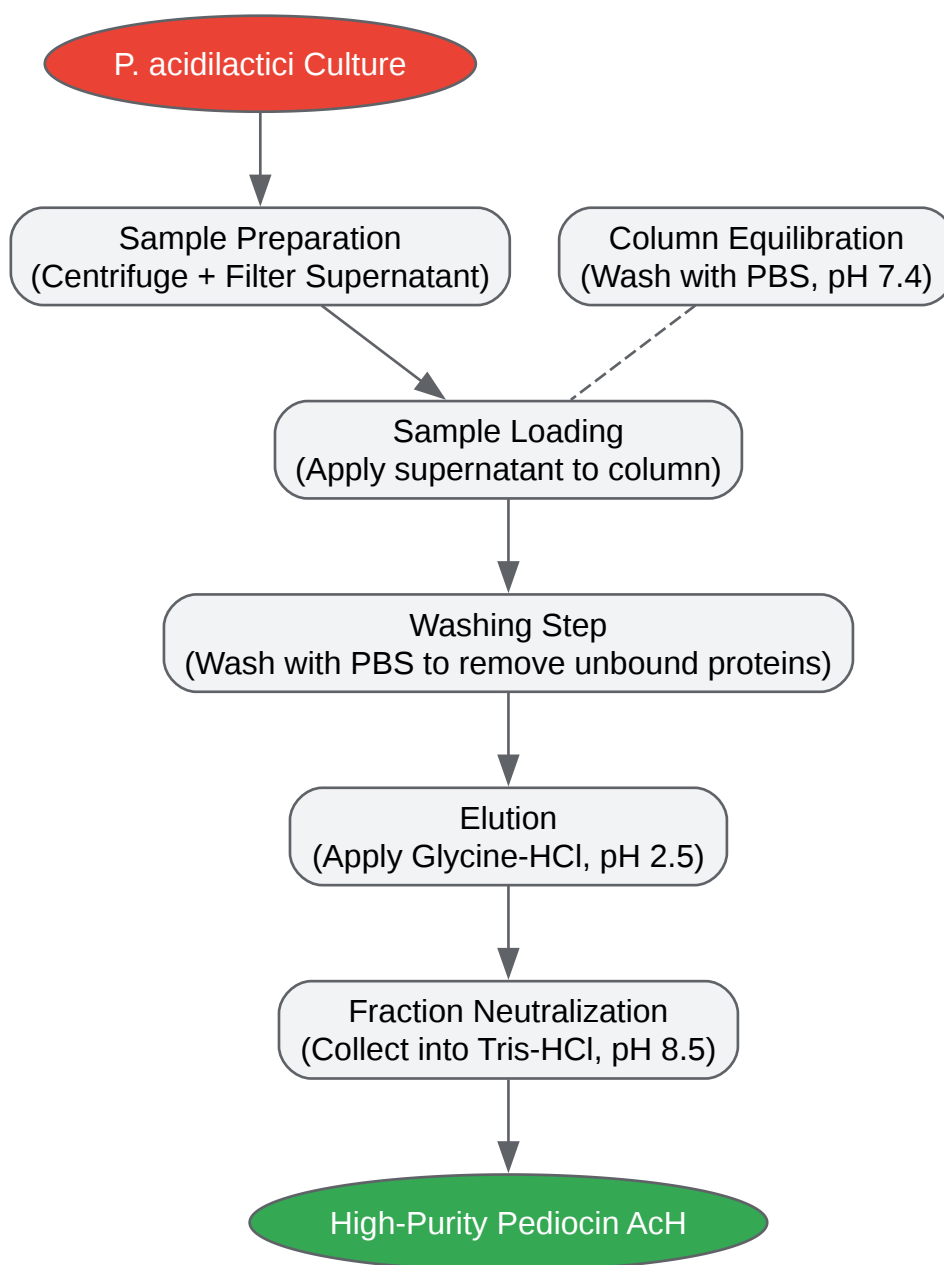 P. acidilactici Culture
Sample Preparation
(Centrifuge + Filter Supernatant)
Column Equilibration
(Wash with PBS, pH 7.4)
Sample Loading
(Apply supernatant to column)
Washing Step
(Wash with PBS to remove unbound proteins)
Elution
(Apply Glycine-HCl, pH 2.5)
Fraction Neutralization
(Collect into Tris-HCl, pH 8.5)
High-Purity Pediocin AcH